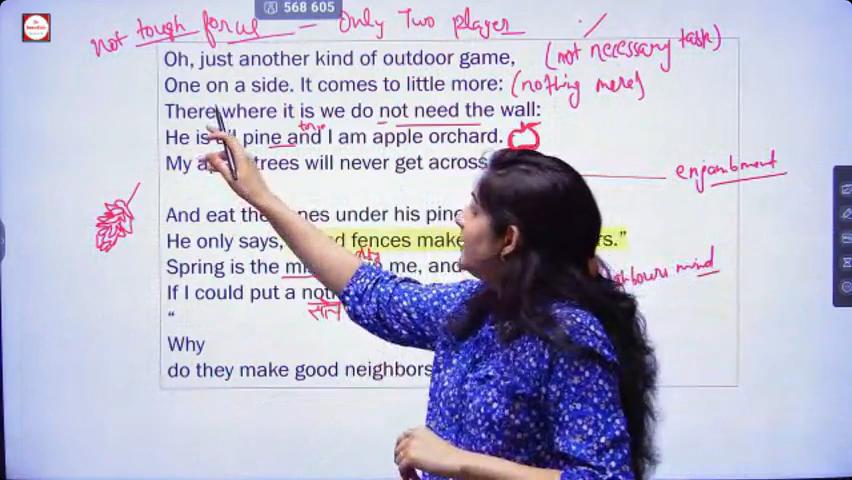 568 605
not tough force - Only Two player
Oh, just another kind of outdoor game, (not necessary task)
One on a side. It comes to little more: (nothing more)
There where it is we do not need the wall:
He is all pine and I am apple orchard.
My trees will never get across
enjambment
And eat the under his
He only says, fences make
Spring is the me, and neighbours mind
If I could put a
"
Why
do they make good neighbors